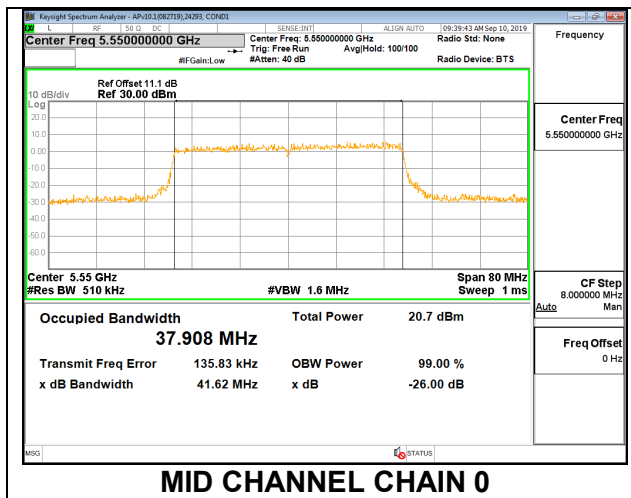 Keysight Spectrum Analyzer - APv10.1(082719),24293, COND1
L RF 50 Ω DC SENSE:INT ALIGN AUTO 09:39:43 AM Sep 10, 2019
Center Freq 5.550000000 GHz
Center Freq: 5.550000000 GHz
Radio Std: None
Trig: Free Run Avg|Hold: 100/100
#IFGain:Low #Atten: 40 dB Radio Device: BTS
Frequency
Ref Offset 11.1 dB
10 dB/div Ref 30.00 dBm
Log
20.0
10.0
0.00
-10.0
-20.0
-30.0
-40.0
-50.0
-60.0
Center 5.55 GHz Span 80 MHz
#Res BW 510 kHz #VBW 1.6 MHz Sweep 1 ms
Occupied Bandwidth Total Power 20.7 dBm
37.908 MHz
Transmit Freq Error 135.83 kHz OBW Power 99.00 %
x dB Bandwidth 41.62 MHz x dB -26.00 dB
Center Freq
5.550000000 GHz
CF Step
8.000000 MHz
Auto Man
Freq Offset
0 Hz
MSG STATUS
MID CHANNEL CHAIN 0